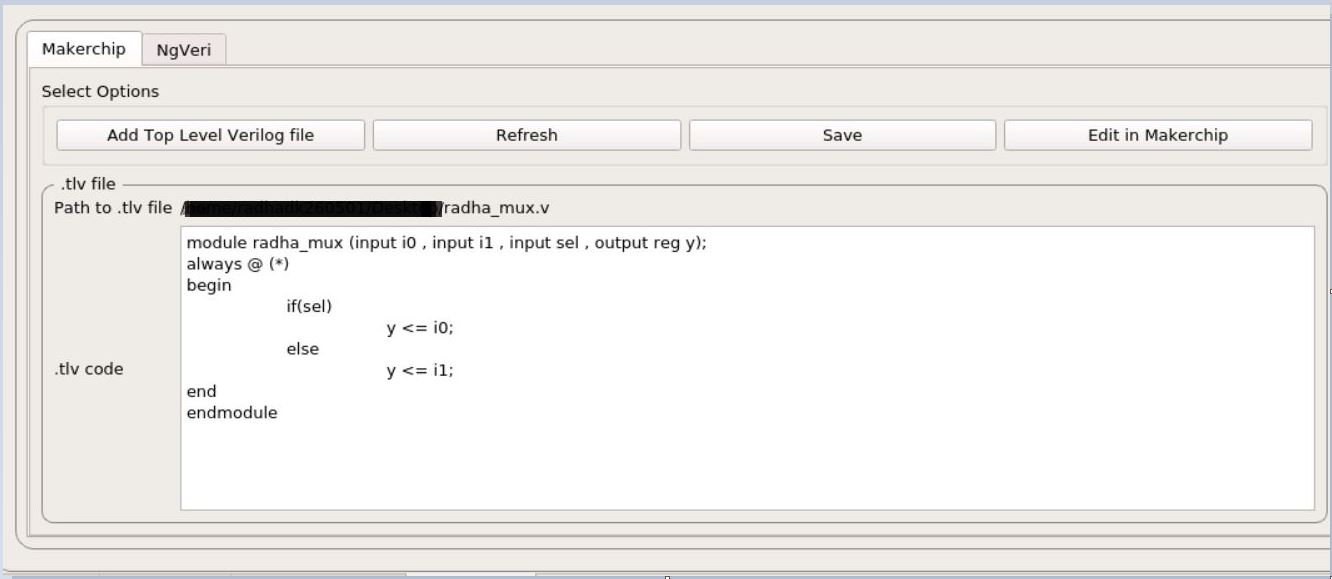 Makerchip NgVeri
Select Options
Add Top Level Verilog file Refresh Save Edit in Makerchip
.tlv file
Path to .tlv file /radha_mux.v
module radha_mux (input i0 , input i1 , input sel , output reg y);
always @ (*)
begin
if(sel)
y <= i0;
else
.tlv code
y <= i1;
end
endmodule